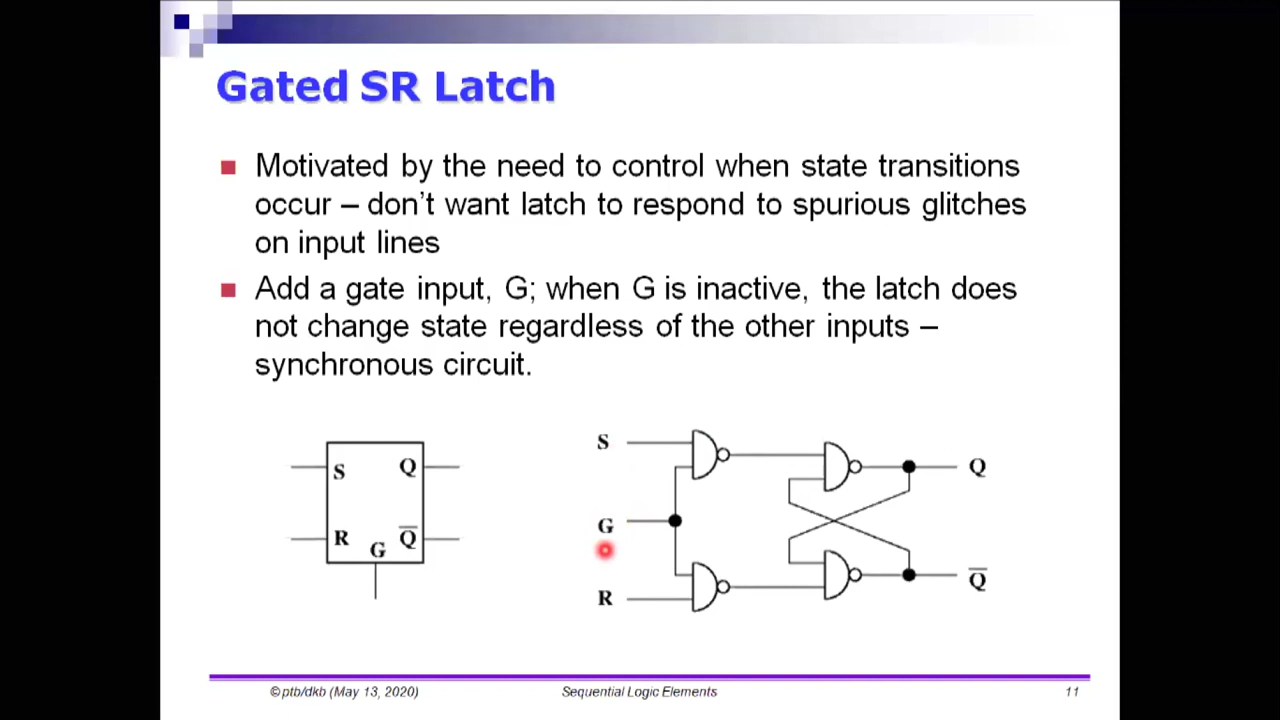 Gated SR Latch
■ Motivated by the need to control when state transitions
occur – don't want latch to respond to spurious glitches
on input lines
■ Add a gate input, G; when G is inactive, the latch does
not change state regardless of the other inputs –
synchronous circuit.
S Q
R G Q̅
S
G
R
Q
Q̅
©ptb/dkb (May 13, 2020) Sequential Logic Elements 11